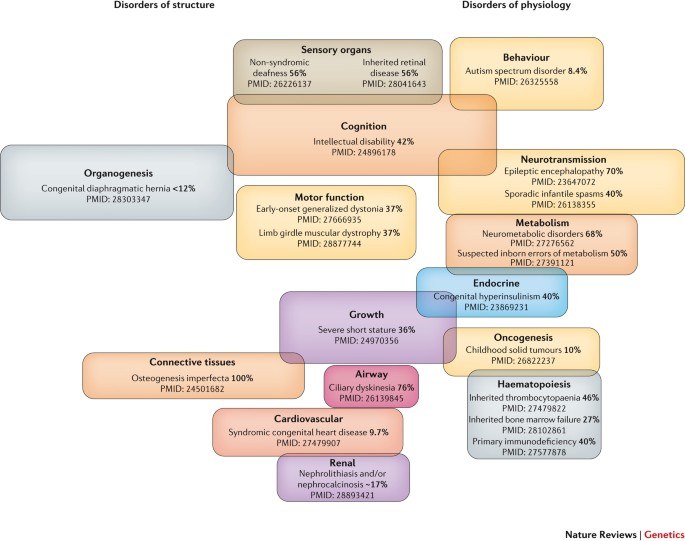 Disorders of structure
Disorders of physiology
Sensory organs
Non-syndromic
deafness 56%
PMID: 26226137
Inherited retinal
disease 56%
PMID: 28041643
Behaviour
Autism spectrum disorder 8.4%
PMID: 26325558
Cognition
Intellectual disability 42%
PMID: 24896178
Organogenesis
Congenital diaphragmatic hernia <12%
PMID: 28303347
Neurotransmission
Epileptic encephalopathy 70%
PMID: 23647072
Sporadic infantile spasms 40%
PMID: 26138355
Motor function
Early-onset generalized dystonia 37%
PMID: 27666935
Limb girdle muscular dystrophy 37%
PMID: 28877744
Metabolism
Neurometabolic disorders 68%
PMID: 27276562
Suspected inborn errors of metabolism 50%
PMID: 27391121
Endocrine
Congenital hyperinsulinism 40%
PMID: 23869231
Growth
Severe short stature 36%
PMID: 24970356
Oncogenesis
Childhood solid tumours 10%
PMID: 26822237
Connective tissues
Osteogenesis imperfecta 100%
PMID: 24501682
Airway
Ciliary dyskinesia 76%
PMID: 26139845
Haematopoiesis
Inherited thrombocytopaenia 46%
PMID: 27479822
Inherited bone marrow failure 27%
PMID: 28102861
Primary immunodeficiency 40%
PMID: 27577878
Cardiovascular
Syndromic congenital heart disease 9.7%
PMID: 27479907
Renal
Nephrolithiasis and/or
nephrocalcinosis ~17%
PMID: 28893421
Nature Reviews | Genetics